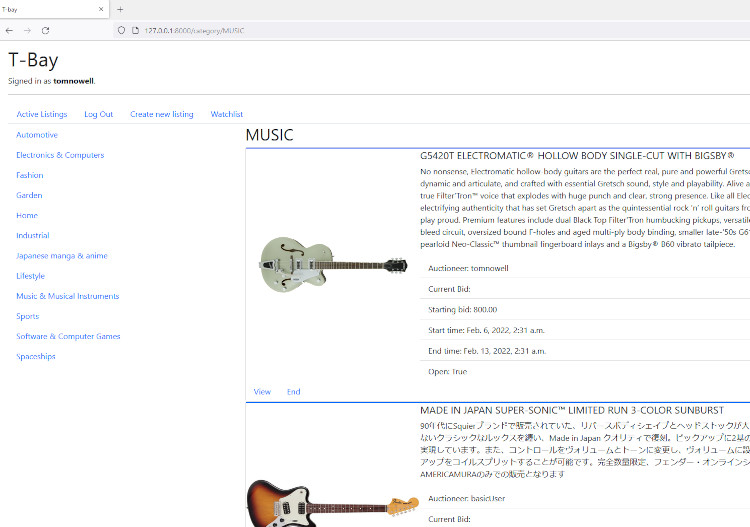 T-bay
127.0.0.1:8000/category/MUSIC
T-Bay
Signed in as tomnowell.
Active Listings Log Out Create new listing Watchlist
Automotive
Electronics & Computers
Fashion
Garden
Home
Industrial
Japanese manga & anime
Lifestyle
Music & Musical Instruments
Sports
Software & Computer Games
Spaceships
MUSIC
G5420T ELECTROMATIC® HOLLOW BODY SINGLE-CUT WITH BIGSBY®
No nonsense, Electromatic hollow-body guitars are the perfect real, pure and powerful Grets
dynamic and articulate, and crafted with essential Gretsch sound, style and playability. Alive a
true Filter'Tron™ voice that explodes with huge punch and clear, strong presence. Like all Elec
electrifying authenticity that has set Gretsch apart as the quintessential rock 'n' roll guitars fr
play proud. Premium features include dual Black Top Filter'Tron humbucking pickups, versatile
bleed circuit, oversized bound F-holes and aged multi-ply body binding, smaller late-'50s G61
pearloid Neo-Classic™ thumbnail fingerboard inlays and a Bigsby® B60 vibrato tailpiece.
Auctioneer: tomnowell
Current Bid:
Starting bid: 800.00
Start time: Feb. 6, 2022, 2:31 a.m.
End time: Feb. 13, 2022, 2:31 a.m.
Open: True
View End
MADE IN JAPAN SUPER-SONIC™ LIMITED RUN 3-COLOR SUNBURST
90年代にSquierブランドで販売されていた、リバースボディシェイプとヘッドストックが人
ないクラシックなルックスを纏い、Made in Japan クオリティで復刻。ピックアップに2基の
実現しています。また、コントロールをヴォリュームとトーンに変更し、ヴォリュームに設
アップをコイルスプリットすることが可能です。完全数量限定、フェンダー・オンラインシ
AMERICAMURAのみでの販売となります
Auctioneer: basicUser
Current Bid: